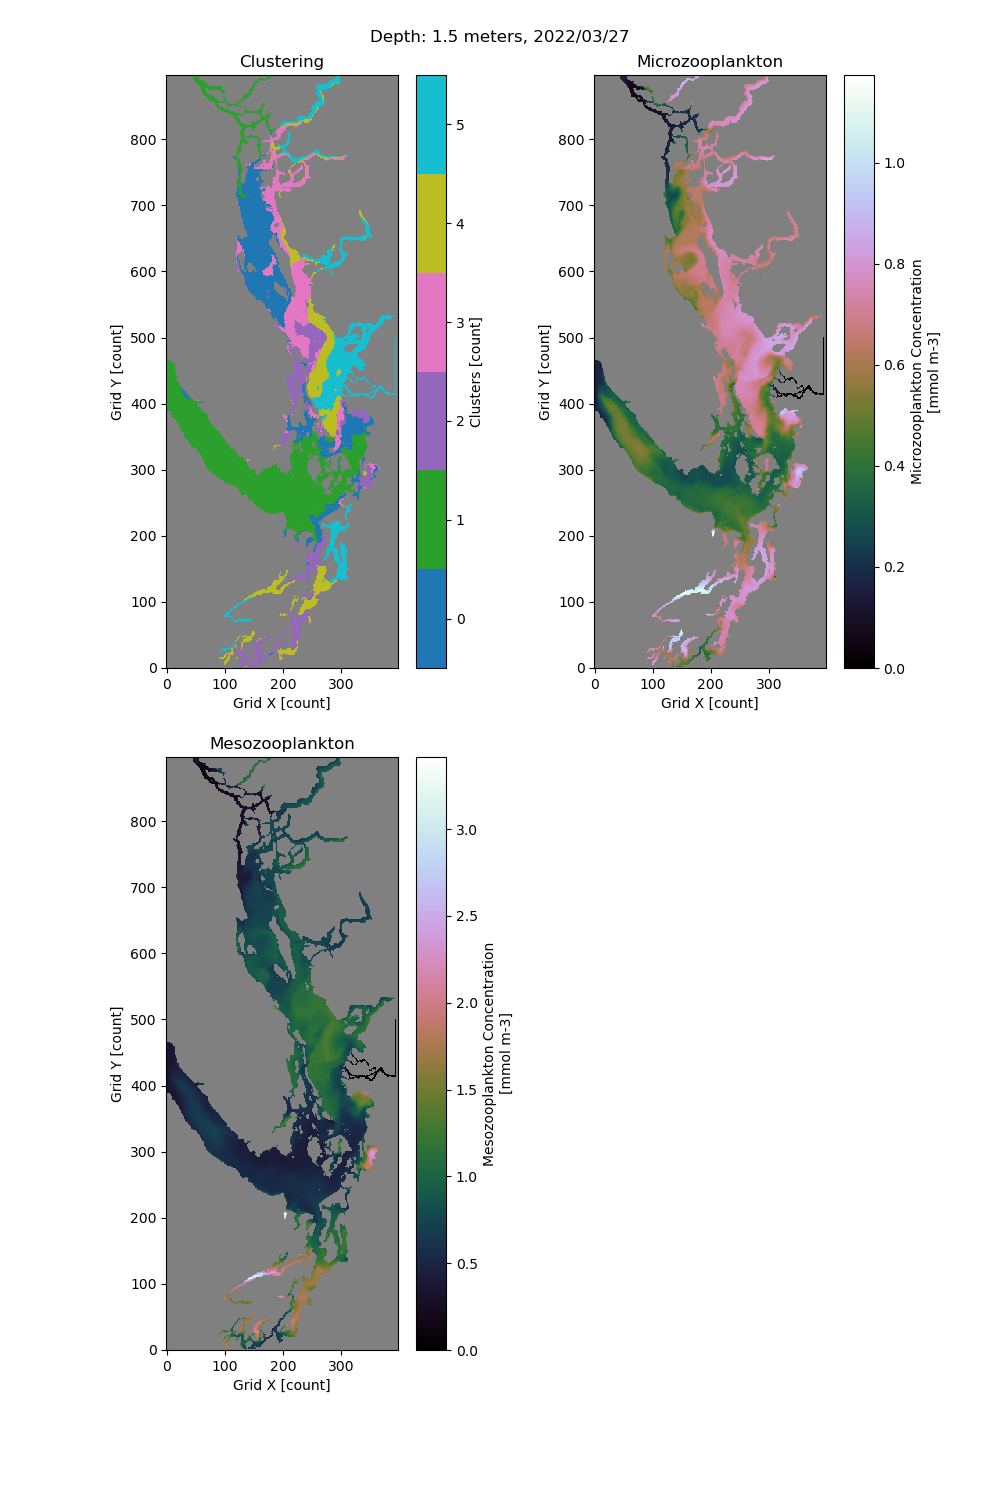 Depth: 1.5 meters, 2022/03/27
Clustering
Microzooplankton
800
700
600
500
400
300
200
100
0
0 100 200 300
Grid X [count]
Grid Y [count]
5
4
3
2
1
0
Clusters [count]
800
700
600
500
400
300
200
100
0
0 100 200 300
Grid X [count]
Grid Y [count]
1.0
0.8
0.6
0.4
0.2
0.0
Microzooplankton Concentration
[mmol m-3]
Mesozooplankton
800
700
600
500
400
300
200
100
0
0 100 200 300
Grid X [count]
Grid Y [count]
3.0
2.5
2.0
1.5
1.0
0.5
0.0
Mesozooplankton Concentration
[mmol m-3]